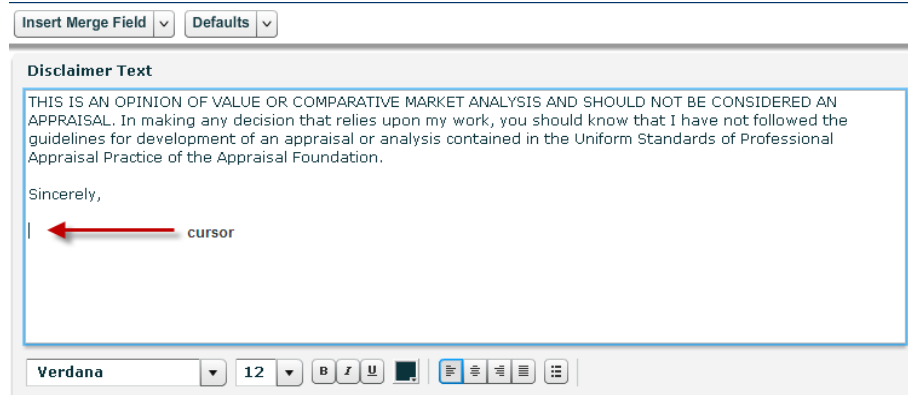 Insert Merge Field Defaults
Disclaimer Text
THIS IS AN OPINION OF VALUE OR COMPARATIVE MARKET ANALYSIS AND SHOULD NOT BE CONSIDERED AN
APPRAISAL. In making any decision that relies upon my work, you should know that I have not followed the
guidelines for development of an appraisal or analysis contained in the Uniform Standards of Professional
Appraisal Practice of the Appraisal Foundation.
Sincerely,
cursor
Verdana 12 B I U